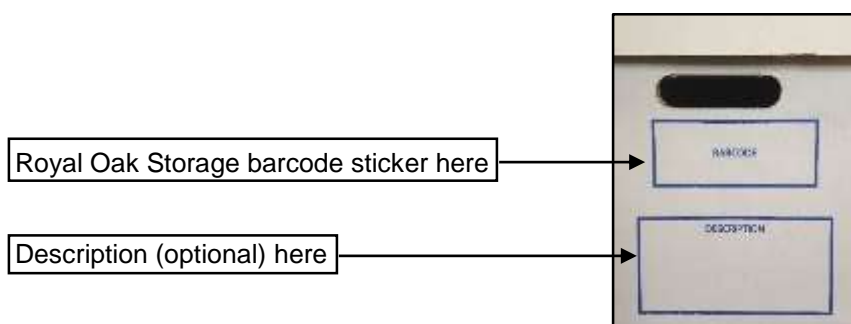 Royal Oak Storage barcode sticker here
BARCODE
Description (optional) here
DESCRIPTION